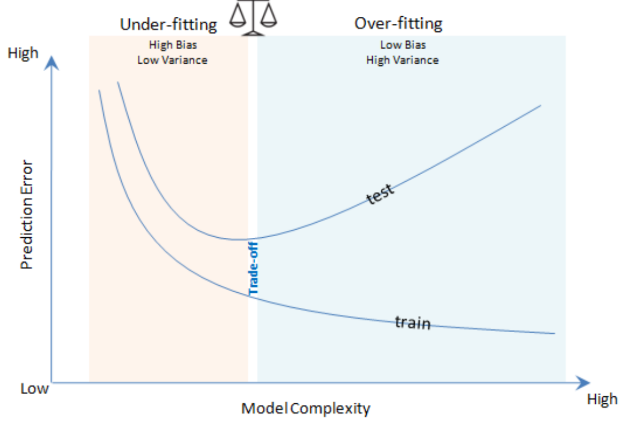 Under-fitting
Over-fitting
High Bias
Low Variance
Low Bias
High Variance
High
Prediction Error
test
Trade-off
train
Low
Model Complexity
High